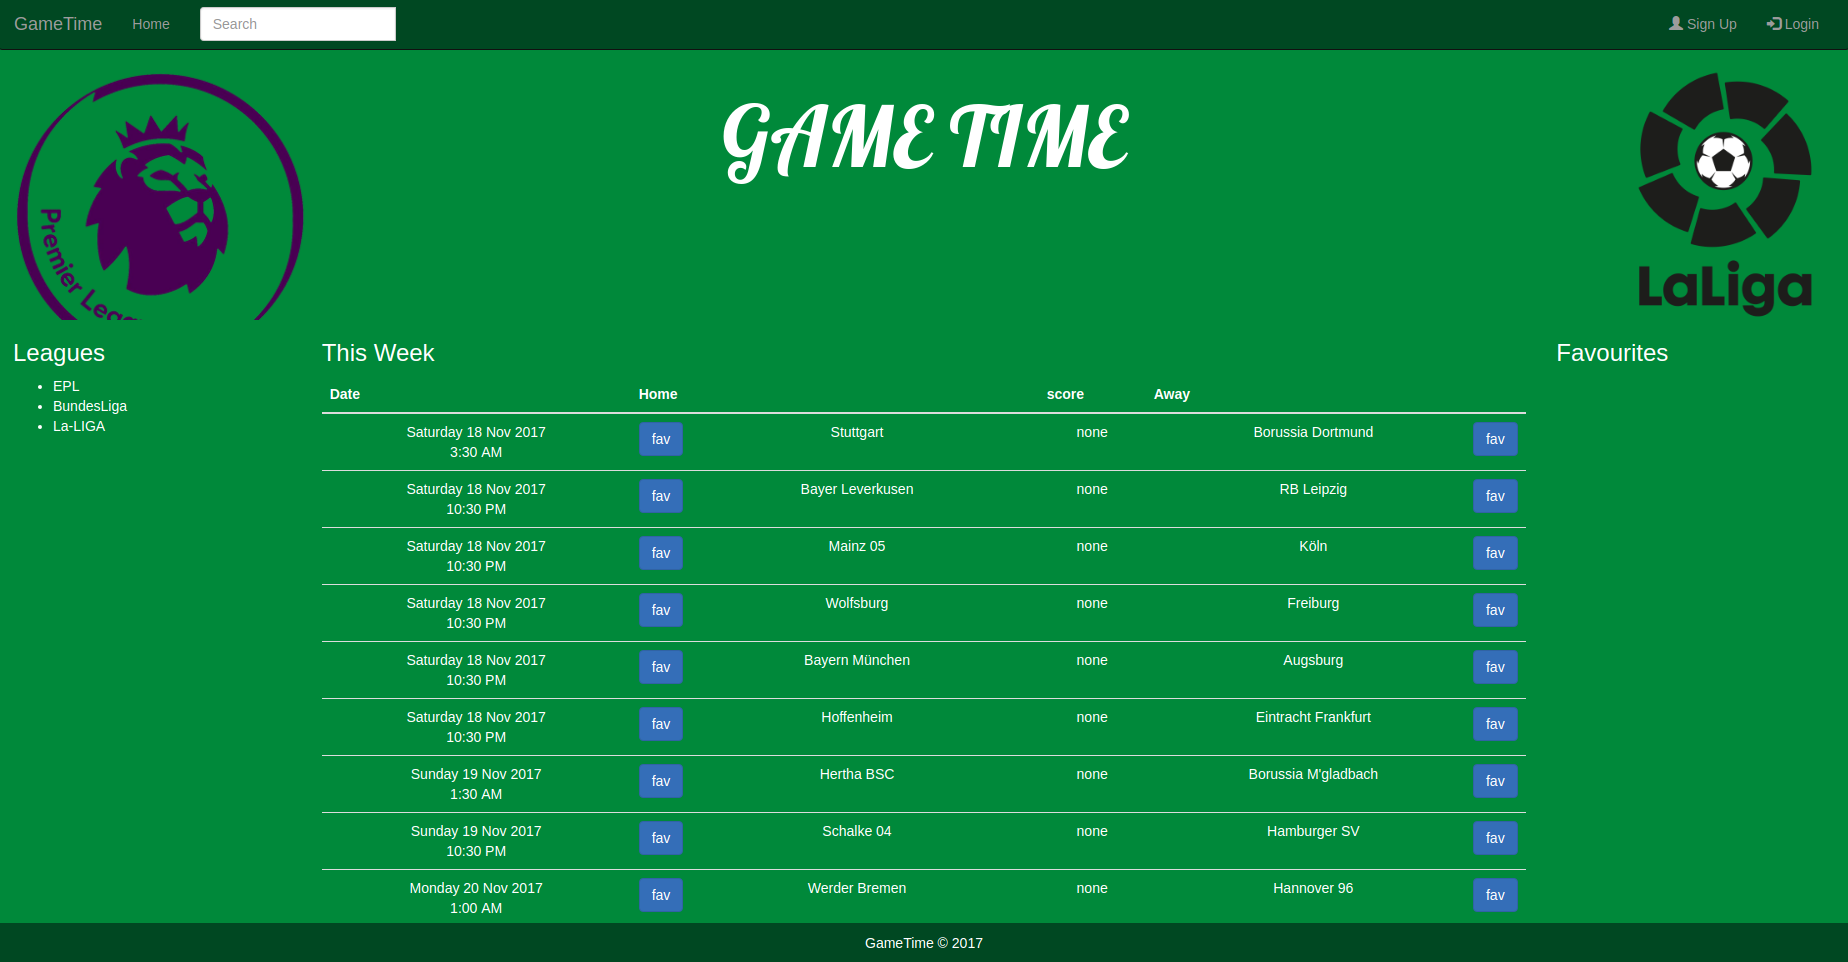 GameTime Home Search Sign Up Login
GAME TIME
Premier
LaLiga
Leagues
EPL
BundesLiga
La-LIGA
This Week
Date Home score Away
Saturday 18 Nov 2017 fav Stuttgart none Borussia Dortmund fav
3:30 AM
Saturday 18 Nov 2017 fav Bayer Leverkusen none RB Leipzig fav
10:30 PM
Saturday 18 Nov 2017 fav Mainz 05 none Köln fav
10:30 PM
Saturday 18 Nov 2017 fav Wolfsburg none Freiburg fav
10:30 PM
Saturday 18 Nov 2017 fav Bayern München none Augsburg fav
10:30 PM
Saturday 18 Nov 2017 fav Hoffenheim none Eintracht Frankfurt fav
10:30 PM
Sunday 19 Nov 2017 fav Hertha BSC none Borussia M'gladbach fav
1:30 AM
Sunday 19 Nov 2017 fav Schalke 04 none Hamburger SV fav
10:30 PM
Monday 20 Nov 2017 fav Werder Bremen none Hannover 96 fav
1:00 AM
Favourites
GameTime © 2017